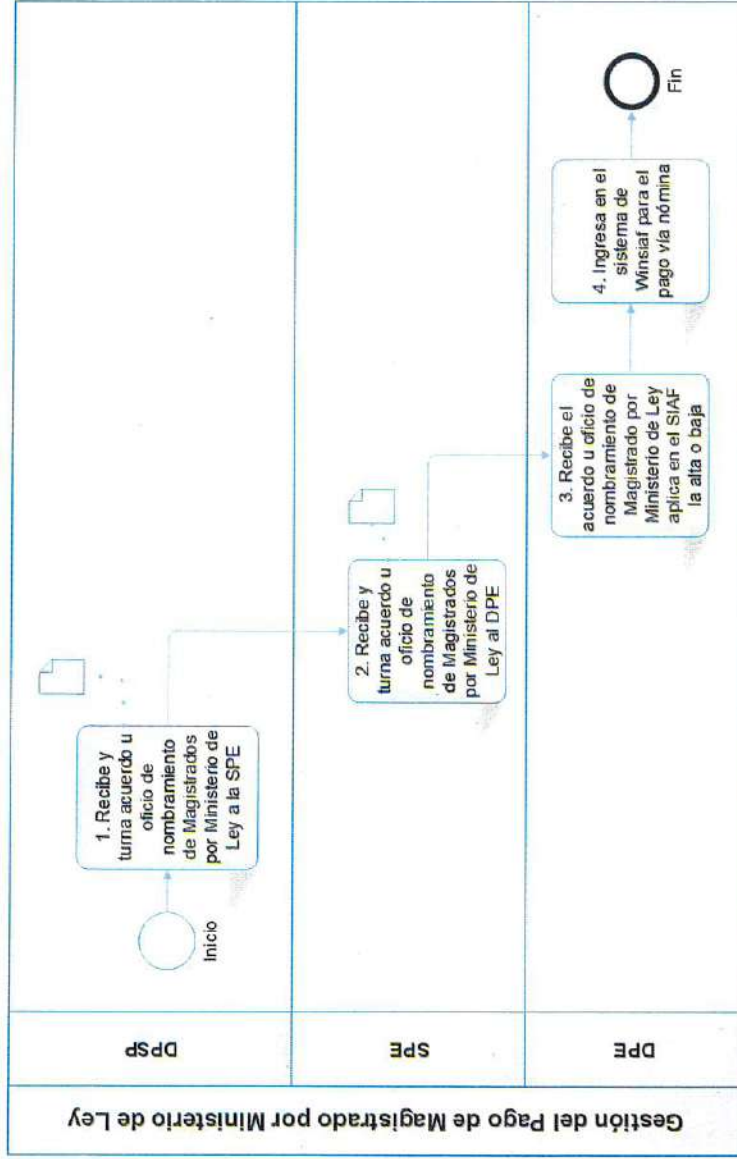 Gestión del Pago de Magistrado por Ministerio de Ley
DPSP
Inicio
1. Recibe y
turna acuerdo u
oficio de
nombramiento
de Magistrados
por Ministerio de
Ley a la SPE
SPE
2. Recibe y
turna acuerdo u
oficio de
nombramiento
de Magistrados
por Ministerio de
Ley al DPE
DPE
3. Recibe el
acuerdo u oficio de
nombramiento de
Magistrado por
Ministerio de Ley
aplica en el SIAF
la alta o baja
4. Ingresa en el
sistema de
Winsiaf para el
pago vía nómina
Fin